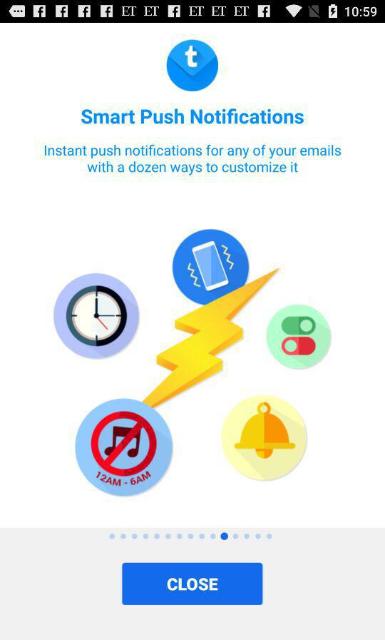 ET ET ET ET ET 10:59
t
Smart Push Notifications
Instant push notifications for any of your emails
with a dozen ways to customize it
12AM - 6AM
CLOSE